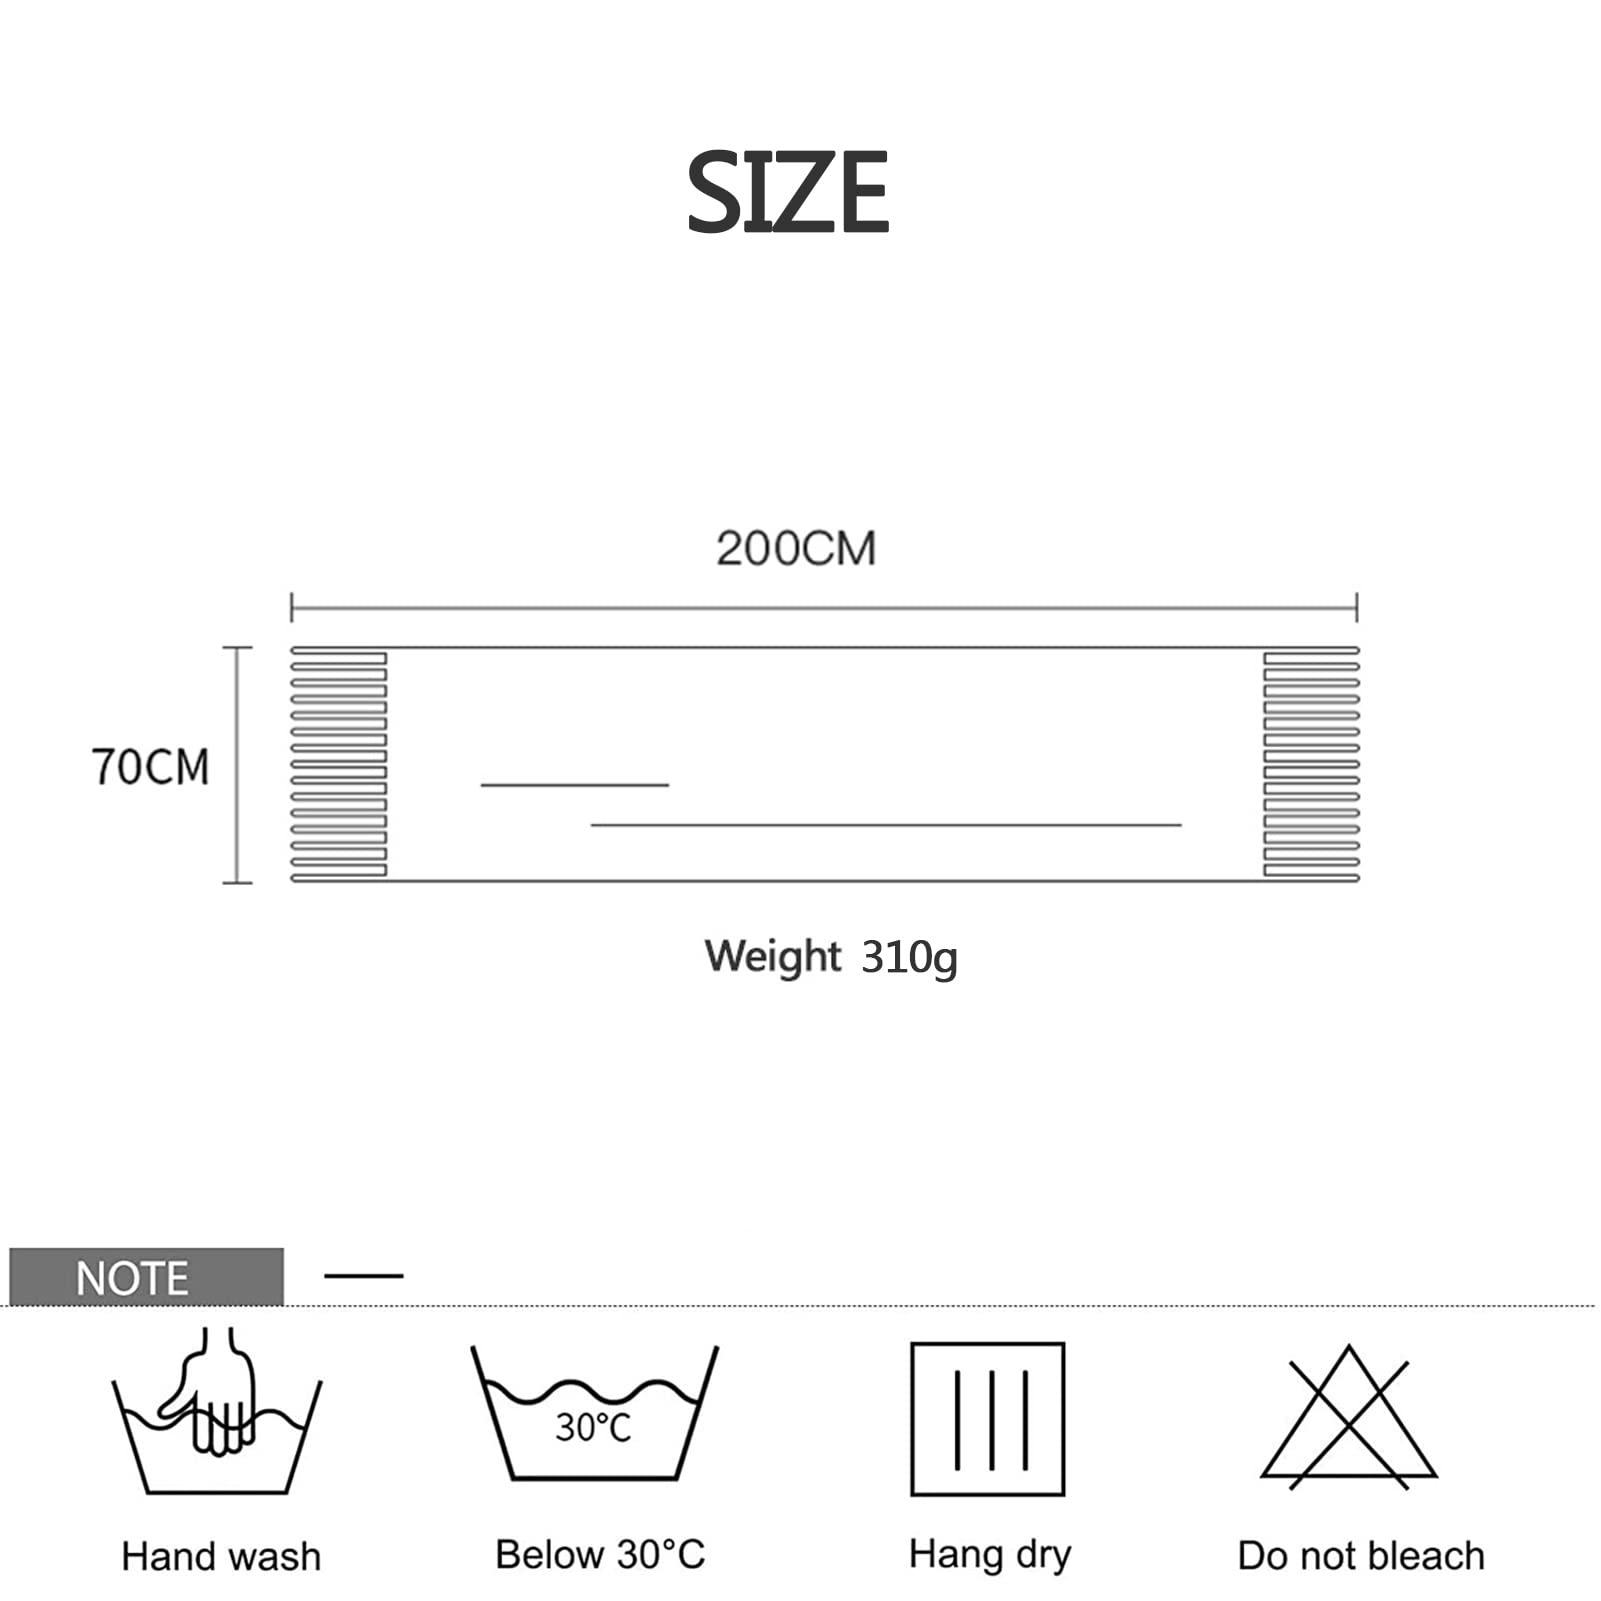 SIZE
200CM
70CM
Weight 310g
NOTE
30°C
Hand wash
Below 30°C
Hang dry
Do not bleach